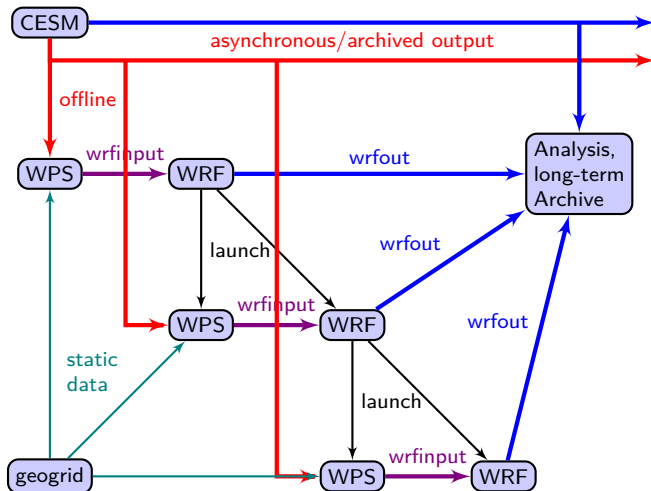 CESM
asynchronous/archived output
offline
wrfinput
wrfout
WPS
WRF
Analysis,
long-term
Archive
launch
wrfout
wrfinput
WPS
WRF
wrfout
static
data
launch
wrfinput
geogrid
WPS
WRF